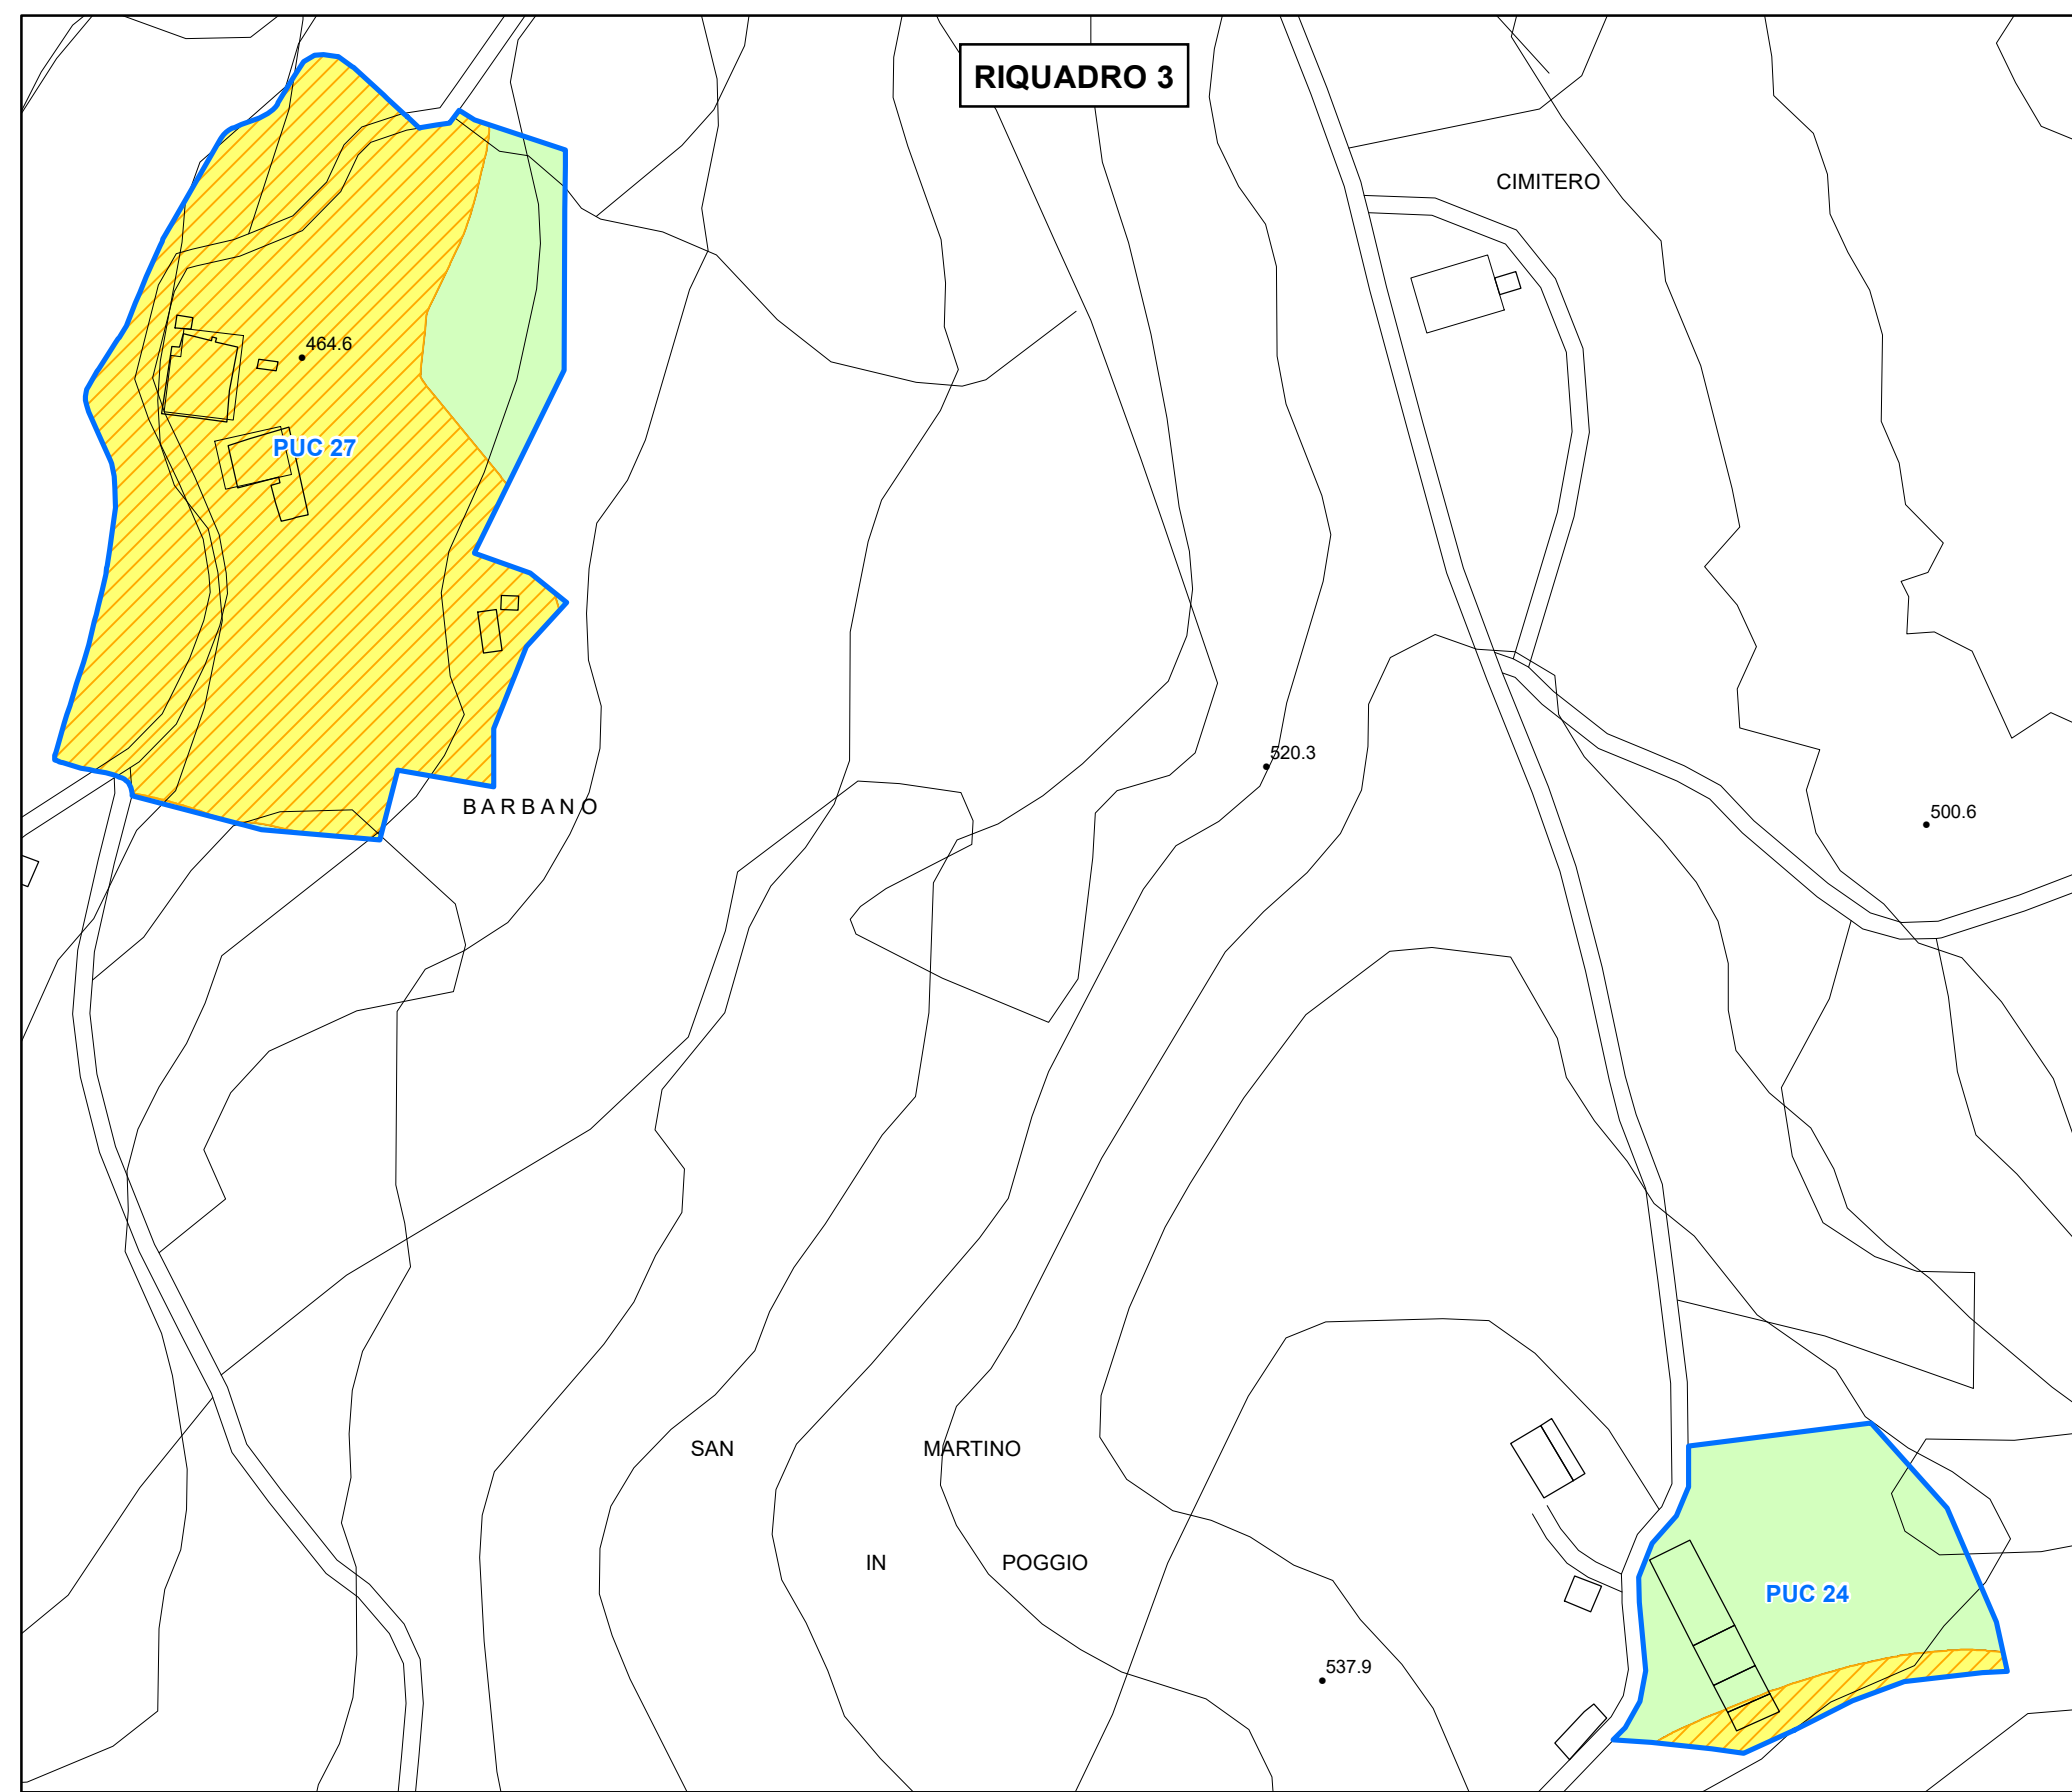 RIQUADRO 3
CIMITERO
464.6
PUC 27
520.3
BARBANO
500.6
SAN MARTINO
IN POGGIO
PUC 24
537.9